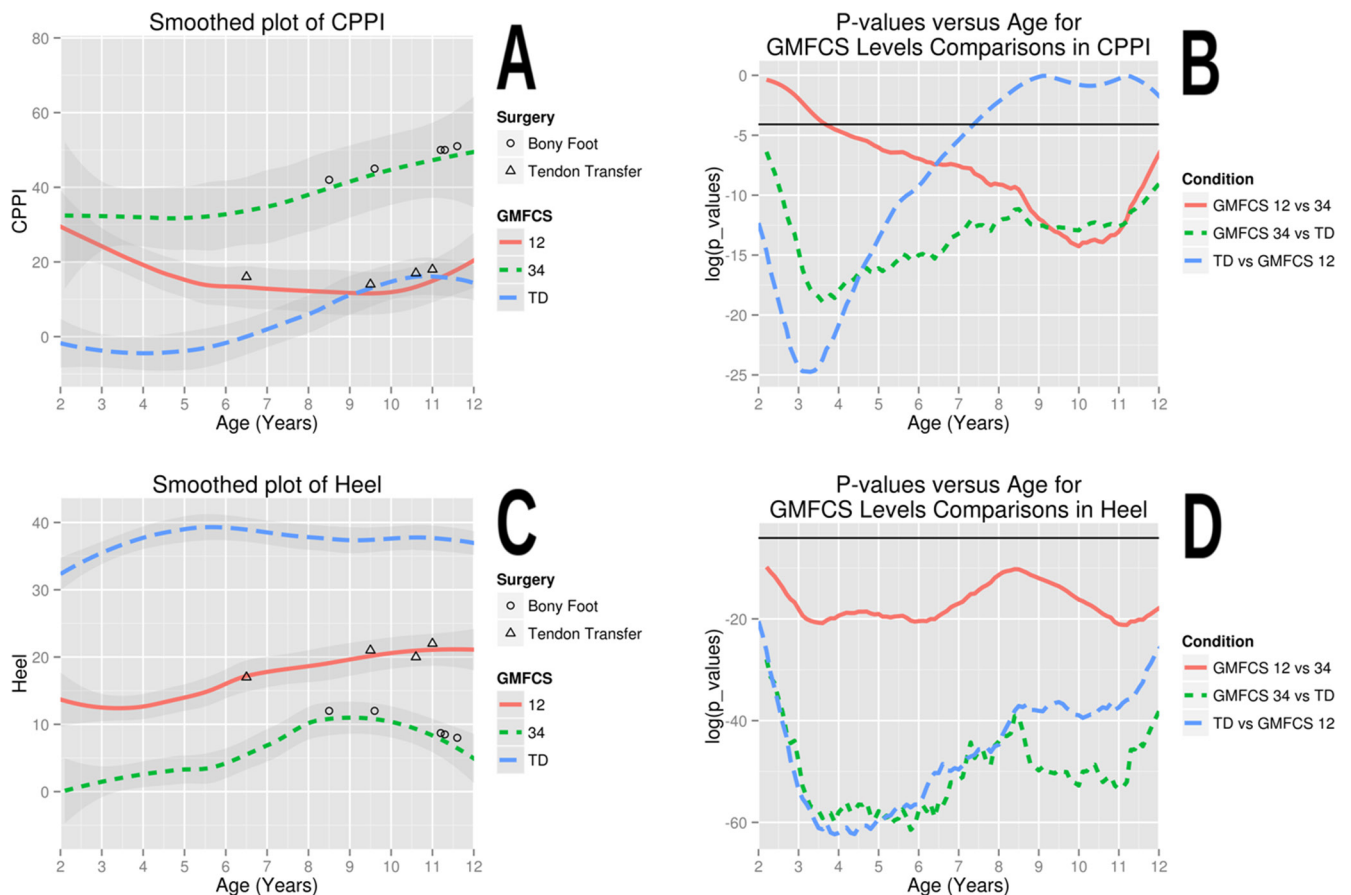 Smoothed plot of CPPI
80
60
40
20
0
CPPI
2 3 4 5 6 7 8 9 10 11 12
Age (Years)
A
Surgery
Bony Foot
Tendon Transfer
GMFCS
12
34
TD
P-values versus Age for
GMFCS Levels Comparisons in CPPI
0
-5
-10
-15
-20
-25
log(p_values)
2 3 4 5 6 7 8 9 10 11 12
Age (Years)
B
Condition
GMFCS 12 vs 34
GMFCS 34 vs TD
TD vs GMFCS 12
Smoothed plot of Heel
40
30
20
10
0
Heel
2 3 4 5 6 7 8 9 10 11 12
Age (Years)
C
Surgery
Bony Foot
Tendon Transfer
GMFCS
12
34
TD
P-values versus Age for
GMFCS Levels Comparisons in Heel
-20
-40
-60
log(p_values)
2 3 4 5 6 7 8 9 10 11 12
Age (Years)
D
Condition
GMFCS 12 vs 34
GMFCS 34 vs TD
TD vs GMFCS 12